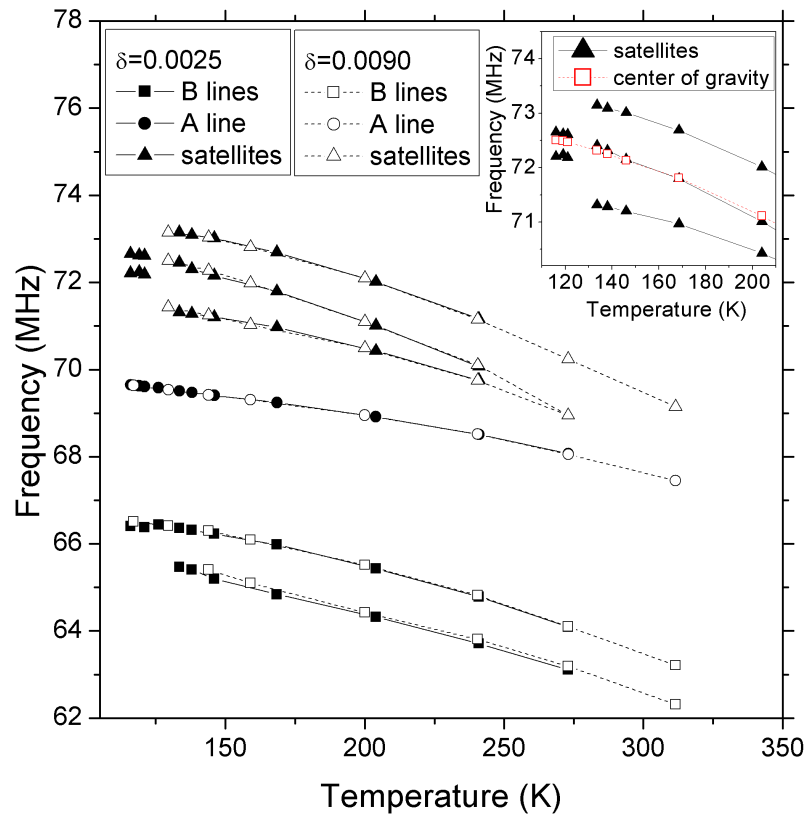 78
76
74
72
70
68
66
64
62
Frequency (MHz)
150
200
250
300
350
Temperature (K)
δ=0.0025
B lines
A line
satellites
δ=0.0090
B lines
A line
satellites
74
73
72
71
Frequency (MHz)
120
140
160
180
200
Temperature (K)
satellites
center of gravity